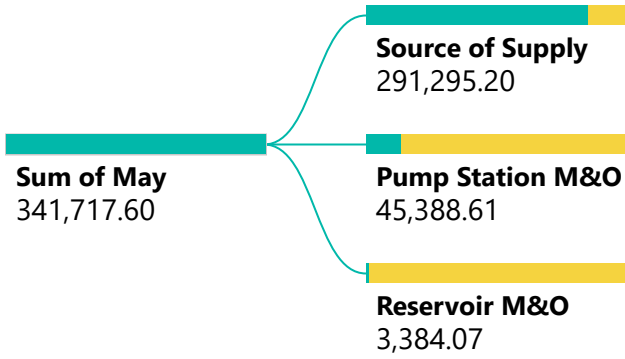 Source of Supply
291,295.20
Sum of May
341,717.60
Pump Station M&O
45,388.61
Reservoir M&O
3,384.07